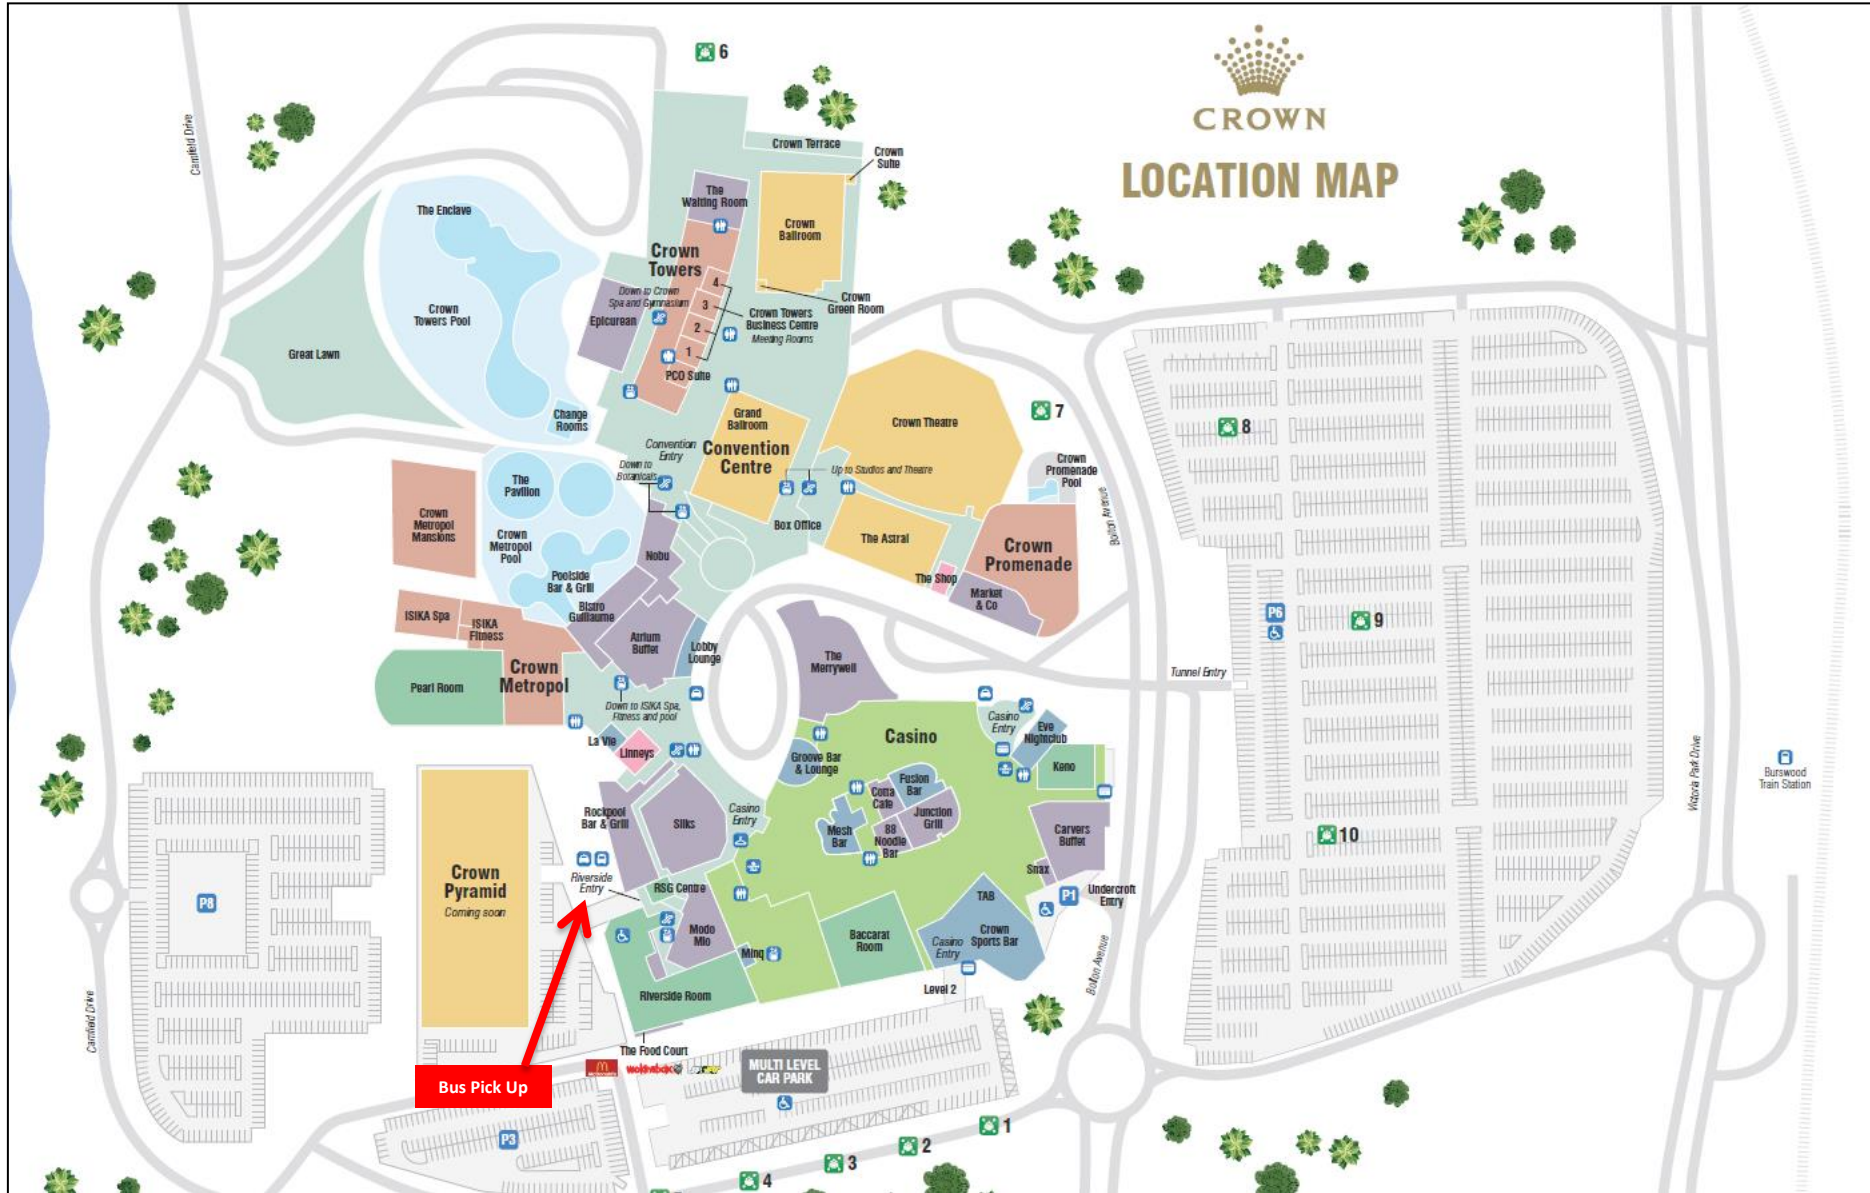 CROWN
LOCATION MAP
6
Camfield Drive
Crown Terrace
Crown
Suite
The
Waiting Room
Crown
Ballroom
The Enclave
Crown
Towers
4
3
2
1
Down to Crown
Spa and Gymnasium
Epicurean
Crown Towers
Business Centre
Meeting Rooms
Crown
Green Room
PCO Suite
Crown
Towers Pool
Great Lawn
Change
Rooms
Grand
Ballroom
Convention
Centre
Convention
Entry
Down to
Botanicals
Crown Theatre
Up to Studios and Theatre
7
8
Crown
Promenade
Pool
Bolton Avenue
Box Office
The Astral
Crown
Promenade
The Shop
Market
& Co
The
Pavilion
Crown
Metropol
Mansions
Crown
Metropol
Pool
Poolside
Bar & Grill
Nobu
Bistro
Guillaume
Atrium
Buffet
Lobby
Lounge
ISIKA Spa
ISIKA
Fitness
Crown
Metropol
Pearl Room
Down to ISIKA Spa,
Fitness and pool
The
Merrywell
P6
9
Tunnel Entry
Casino
Casino
Entry
Eve
Nightclub
Keno
La Vie
Linneys
Groove Bar
& Lounge
Fusion
Bar
Cotta
Cafe
Junction
Grill
88
Noodle
Bar
Mesh
Bar
Carvers
Buffet
Snax
Rockpool
Bar & Grill
Silks
Casino
Entry
Victoria Park Drive
Burswood
Train Station
10
Crown
Pyramid
Coming soon
Riverside
Entry
RSG Centre
Modo
Mio
Minq
Baccarat
Room
TAB
Crown
Sports Bar
Casino
Entry
P1
Undercroft
Entry
P8
Riverside Room
Level 2
Bolton Avenue
Camfield Drive
The Food Court
McDonald's
MULTI LEVEL
CAR PARK
Bus Pick Up
P3
1
2
3
4